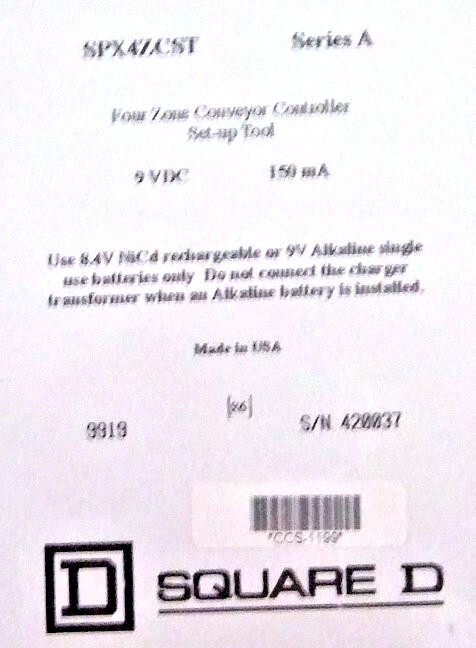 SPX4ZCST Series A
Four Zone Conveyor Controller
Set-up Tool
9 VDC 150 mA
Use 8.4V NiCd rechargeable or 9V Alkaline single
use batteries only Do not connect the charger
transformer when an Alkaline battery is installed.
Made in USA
[26]
9919 S/N 420037
*CCS-1199*
D SQUARE D